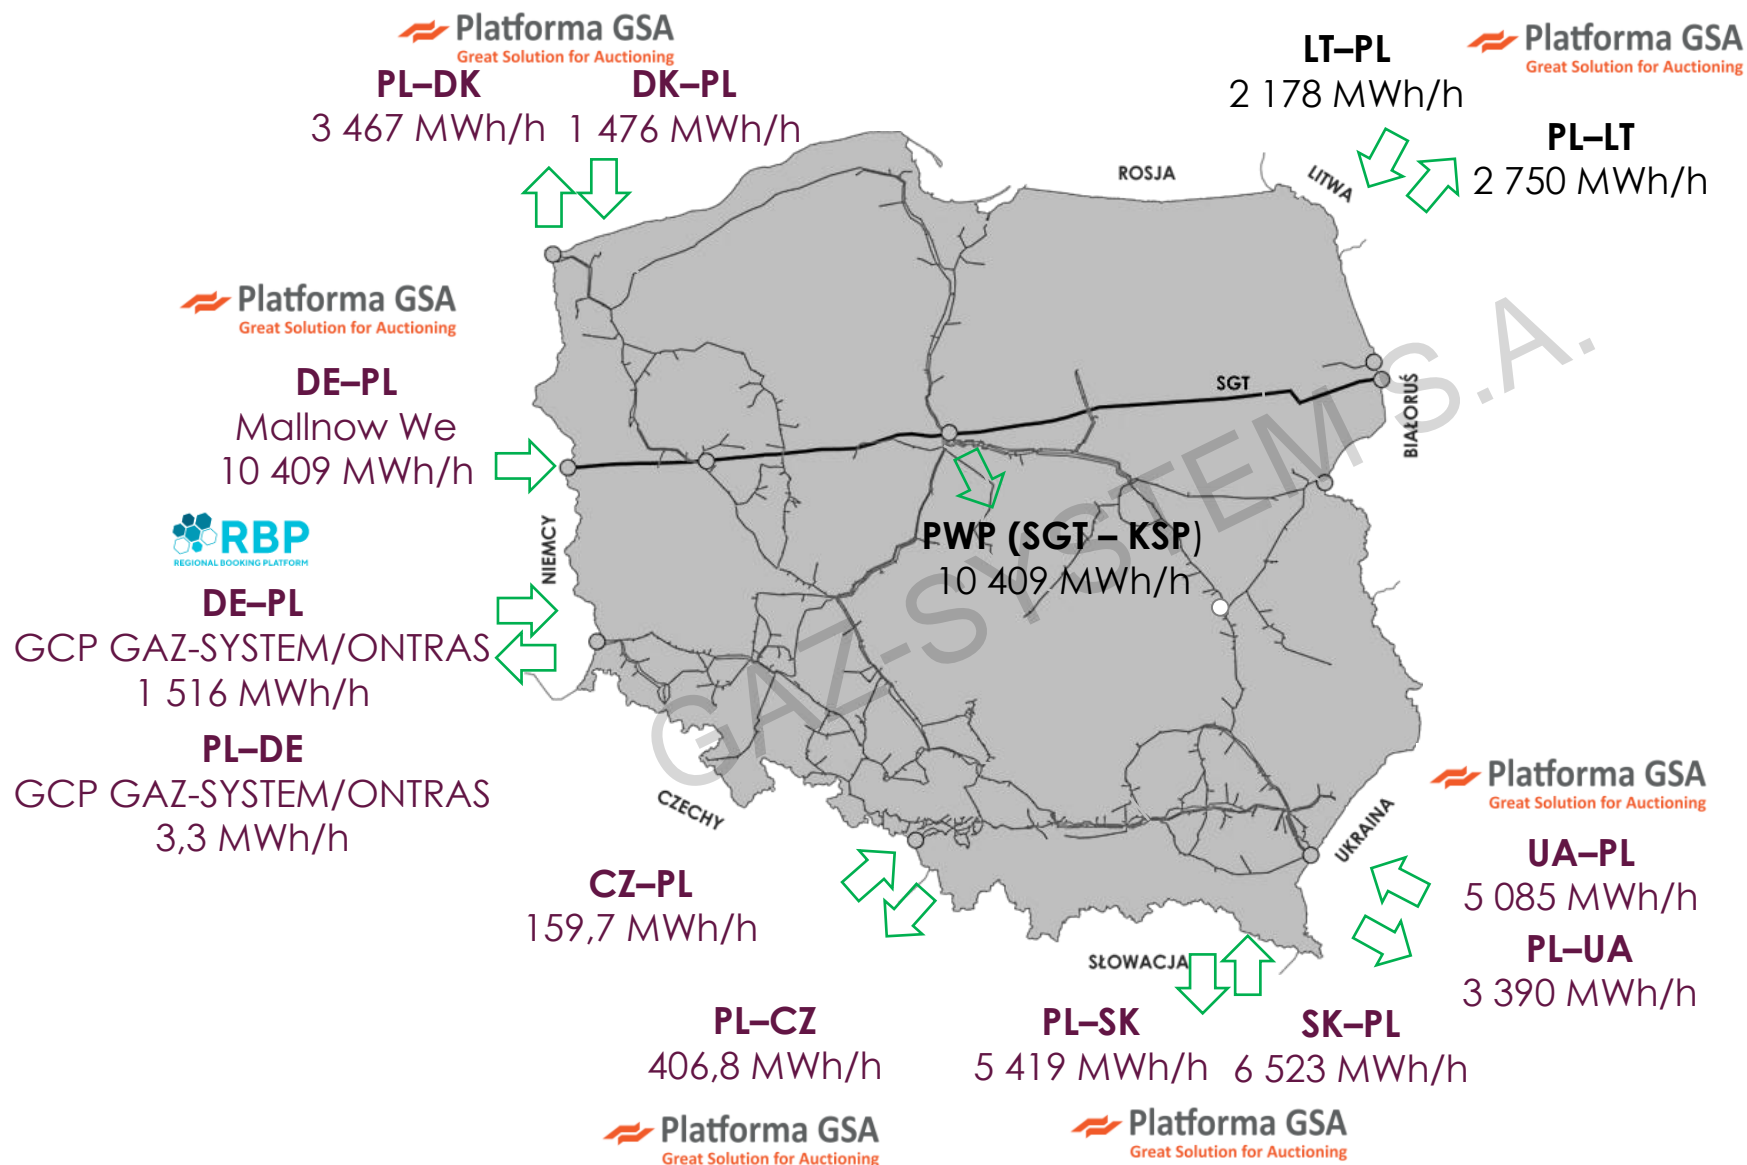 Platforma GSA
Great Solution for Auctioning
PL–DK
3 467 MWh/h
DK–PL
1 476 MWh/h
LT–PL
2 178 MWh/h
Platforma GSA
Great Solution for Auctioning
PL–LT
2 750 MWh/h
ROSJA
LITWA
Platforma GSA
Great Solution for Auctioning
DE–PL
Mallnow We
10 409 MWh/h
SGT
BIAŁORUŚ
RBP
REGIONAL BOOKING PLATFORM
NIEMCY
PWP (SGT – KSP)
10 409 MWh/h
DE–PL
GCP GAZ-SYSTEM/ONTRAS
1 516 MWh/h
PL–DE
GCP GAZ-SYSTEM/ONTRAS
3,3 MWh/h
GAZ-SYSTEM S.A.
CZECHY
UKRAINA
Platforma GSA
Great Solution for Auctioning
UA–PL
5 085 MWh/h
PL–UA
3 390 MWh/h
CZ–PL
159,7 MWh/h
SŁOWACJA
PL–CZ
406,8 MWh/h
PL–SK
5 419 MWh/h
SK–PL
6 523 MWh/h
Platforma GSA
Great Solution for Auctioning
Platforma GSA
Great Solution for Auctioning